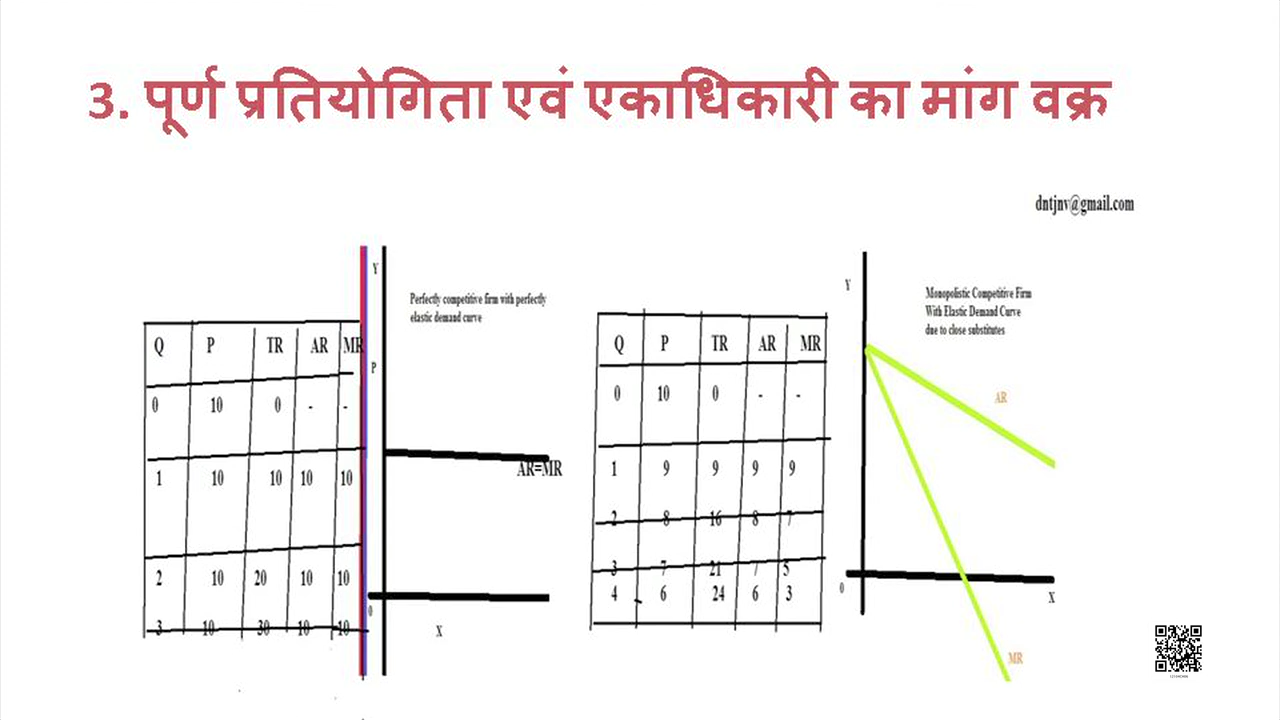 3. पूर्ण प्रतियोगिता एवं एकाधिकारी का मांग वक्र
dntjnv@gmail.com
Q P TR AR MR
0 10 0 - -
1 10 10 10 10
2 10 20 10 10
3 10 30 10 10
Y
Perfectly competitive firm with perfectly
elastic demand curve
P
AR=MR
0
X
Q P TR AR MR
0 10 0 - -
1 9 9 9 9
2 8 16 8 7
3 7 21 7 5
4 6 24 6 3
Y
Monopolistic Competitive Firm
With Elastic Demand Curve
due to close substitutes
AR
0
X
MR